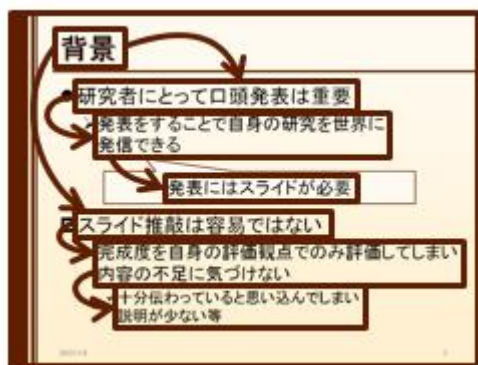 背景
研究者にとって口頭発表は重要
発表をすることで自身の研究を世界に
発信できる
発表にはスライドが必要
スライド推敲は容易ではない
完成度を自身の評価観点でのみ評価してしまい
内容の不足に気づけない
十分伝わっていると思い込んでしまい
説明が少ない等